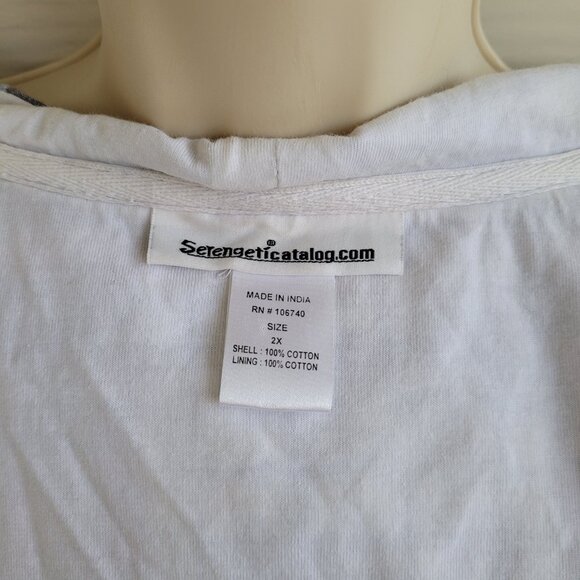 Serengeticatalog.com
®
MADE IN INDIA
RN # 106740
SIZE
2X
SHELL : 100% COTTON
LINING : 100% COTTON